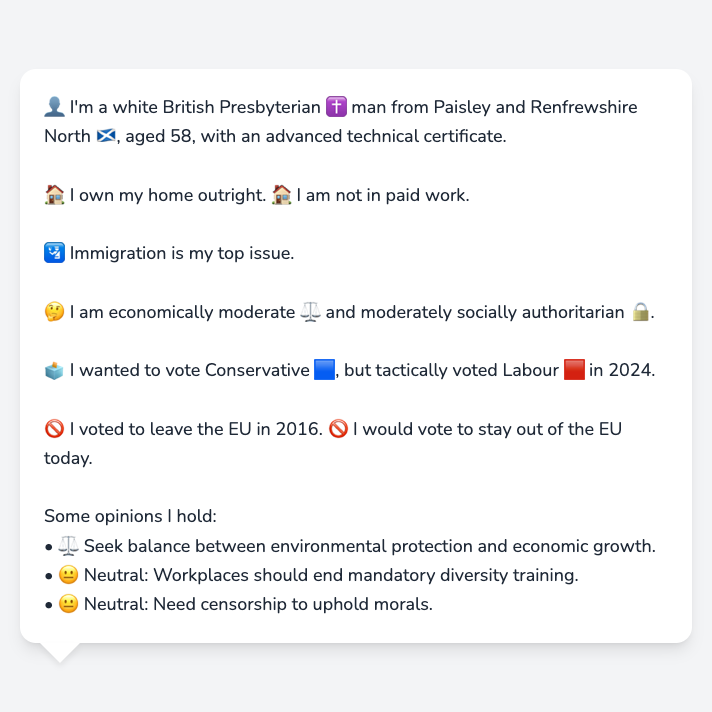 👤 I'm a white British Presbyterian ✝️ man from Paisley and Renfrewshire
North 🏴󠁧󠁢󠁳󠁣󠁴󠁿, aged 58, with an advanced technical certificate.
🏠 I own my home outright. 🏠 I am not in paid work.
🛂 Immigration is my top issue.
🤔 I am economically moderate ⚖️ and moderately socially authoritarian 🔒.
🗳️ I wanted to vote Conservative 🟦, but tactically voted Labour 🟥 in 2024.
🚫 I voted to leave the EU in 2016. 🚫 I would vote to stay out of the EU
today.
Some opinions I hold:
• ⚖️ Seek balance between environmental protection and economic growth.
• 😐 Neutral: Workplaces should end mandatory diversity training.
• 😐 Neutral: Need censorship to uphold morals.